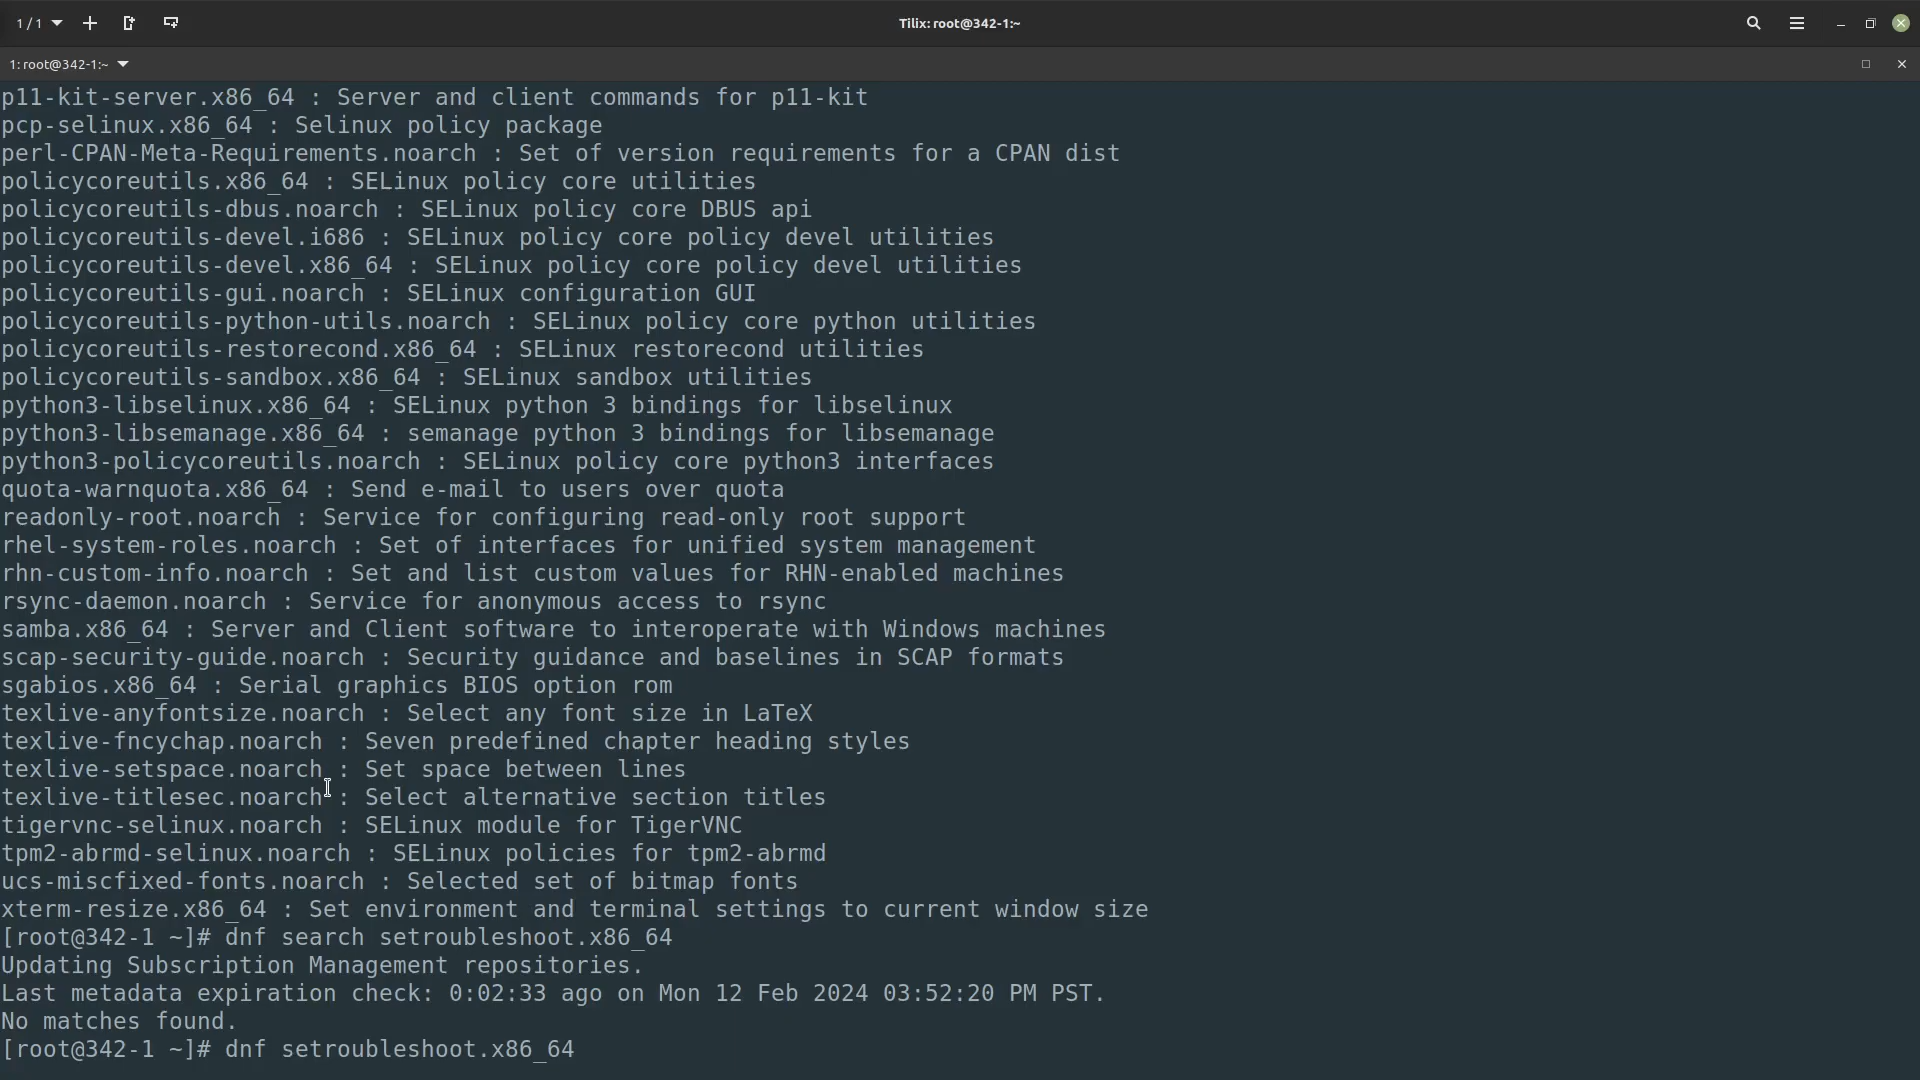 1 / 1
Tilix: root@342-1:~
1: root@342-1:~
p11-kit-server.x86_64 : Server and client commands for p11-kit
pcp-selinux.x86_64 : Selinux policy package
perl-CPAN-Meta-Requirements.noarch : Set of version requirements for a CPAN dist
policycoreutils.x86_64 : SELinux policy core utilities
policycoreutils-dbus.noarch : SELinux policy core DBUS api
policycoreutils-devel.i686 : SELinux policy core policy devel utilities
policycoreutils-devel.x86_64 : SELinux policy core policy devel utilities
policycoreutils-gui.noarch : SELinux configuration GUI
policycoreutils-python-utils.noarch : SELinux policy core python utilities
policycoreutils-restorecond.x86_64 : SELinux restorecond utilities
policycoreutils-sandbox.x86_64 : SELinux sandbox utilities
python3-libselinux.x86_64 : SELinux python 3 bindings for libselinux
python3-libsemanage.x86_64 : semanage python 3 bindings for libsemanage
python3-policycoreutils.noarch : SELinux policy core python3 interfaces
quota-warnquota.x86_64 : Send e-mail to users over quota
readonly-root.noarch : Service for configuring read-only root support
rhel-system-roles.noarch : Set of interfaces for unified system management
rhn-custom-info.noarch : Set and list custom values for RHN-enabled machines
rsync-daemon.noarch : Service for anonymous access to rsync
samba.x86_64 : Server and Client software to interoperate with Windows machines
scap-security-guide.noarch : Security guidance and baselines in SCAP formats
sgabios.x86_64 : Serial graphics BIOS option rom
texlive-anyfontsize.noarch : Select any font size in LaTeX
texlive-fncychap.noarch : Seven predefined chapter heading styles
texlive-setspace.noarch : Set space between lines
texlive-titlesec.noarch : Select alternative section titles
tigervnc-selinux.noarch : SELinux module for TigerVNC
tpm2-abrmd-selinux.noarch : SELinux policies for tpm2-abrmd
ucs-miscfixed-fonts.noarch : Selected set of bitmap fonts
xterm-resize.x86_64 : Set environment and terminal settings to current window size
[root@342-1 ~]# dnf search setroubleshoot.x86_64
Updating Subscription Management repositories.
Last metadata expiration check: 0:02:33 ago on Mon 12 Feb 2024 03:52:20 PM PST.
No matches found.
[root@342-1 ~]# dnf setroubleshoot.x86_64